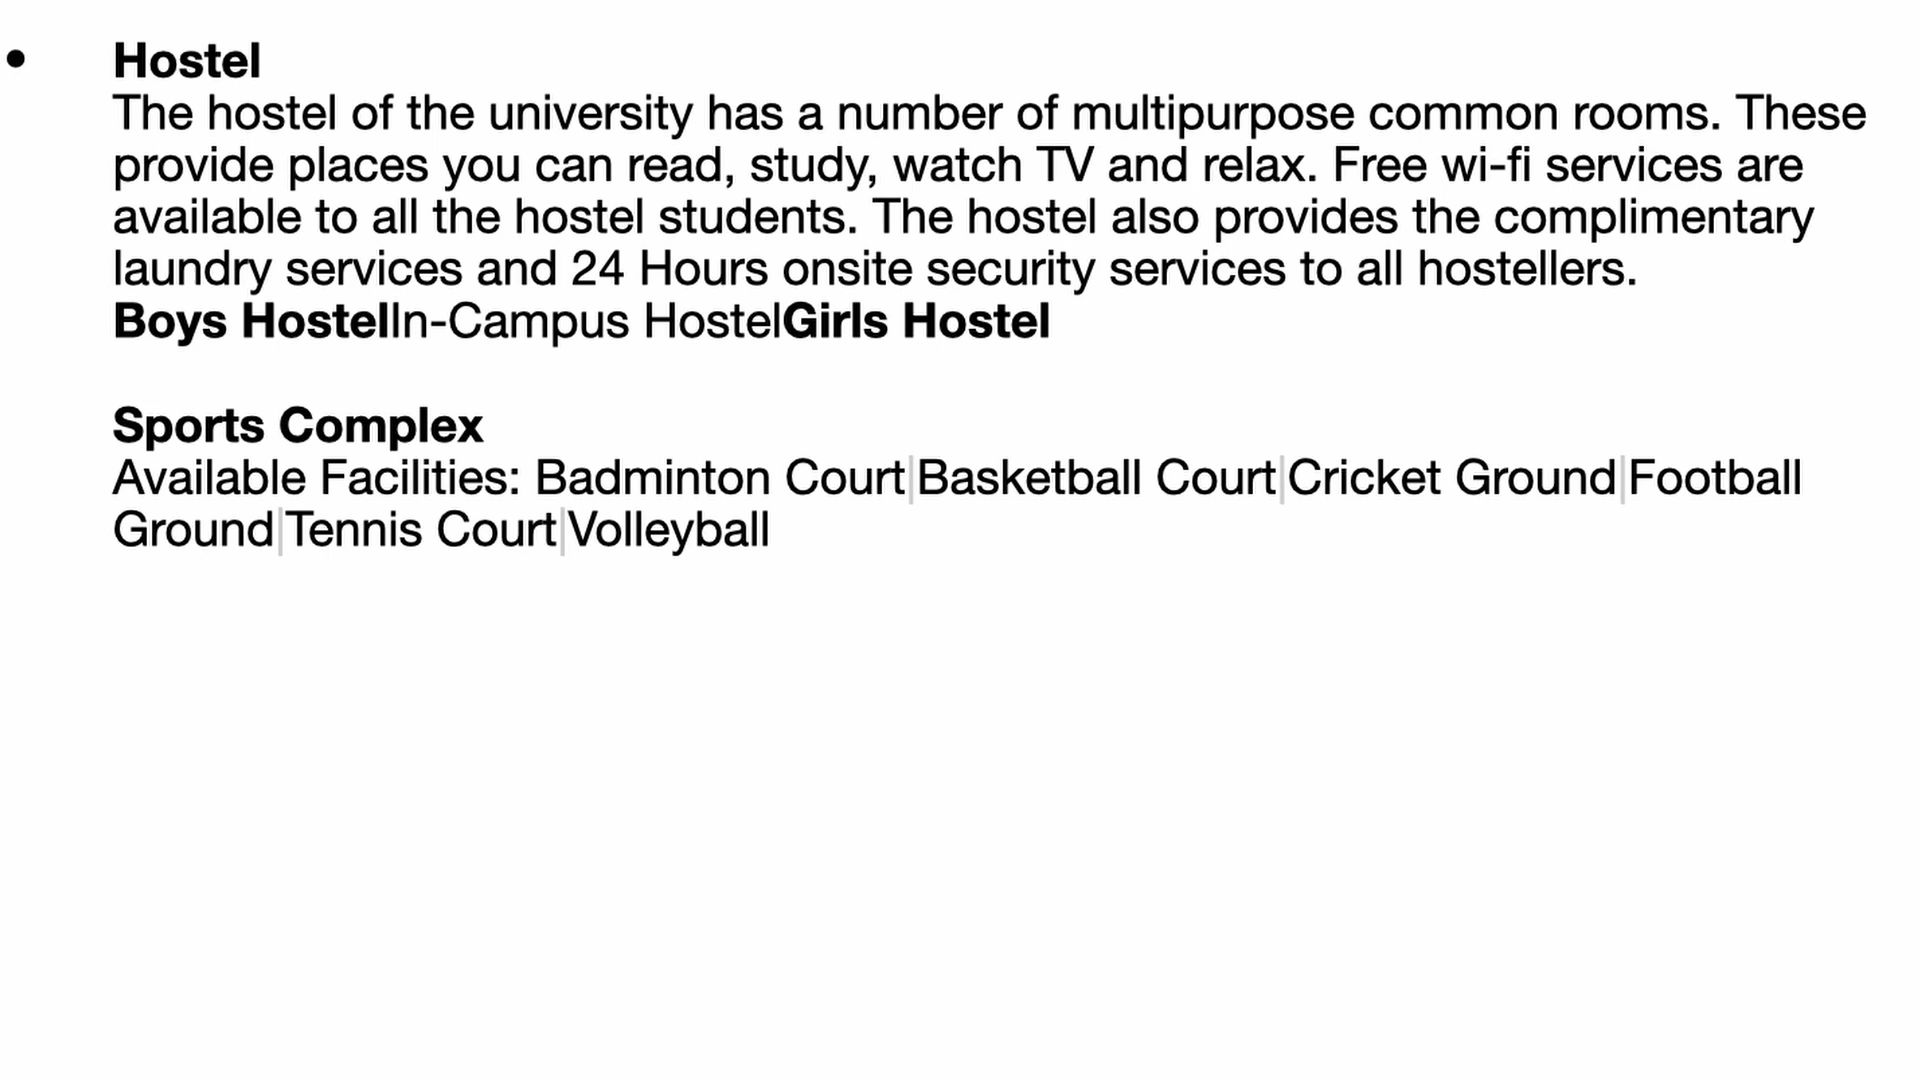 • Hostel
The hostel of the university has a number of multipurpose common rooms. These
provide places you can read, study, watch TV and relax. Free wi-fi services are
available to all the hostel students. The hostel also provides the complimentary
laundry services and 24 Hours onsite security services to all hostellers.
Boys HostelIn-Campus HostelGirls Hostel
Sports Complex
Available Facilities: Badminton Court|Basketball Court|Cricket Ground|Football
Ground|Tennis Court|Volleyball